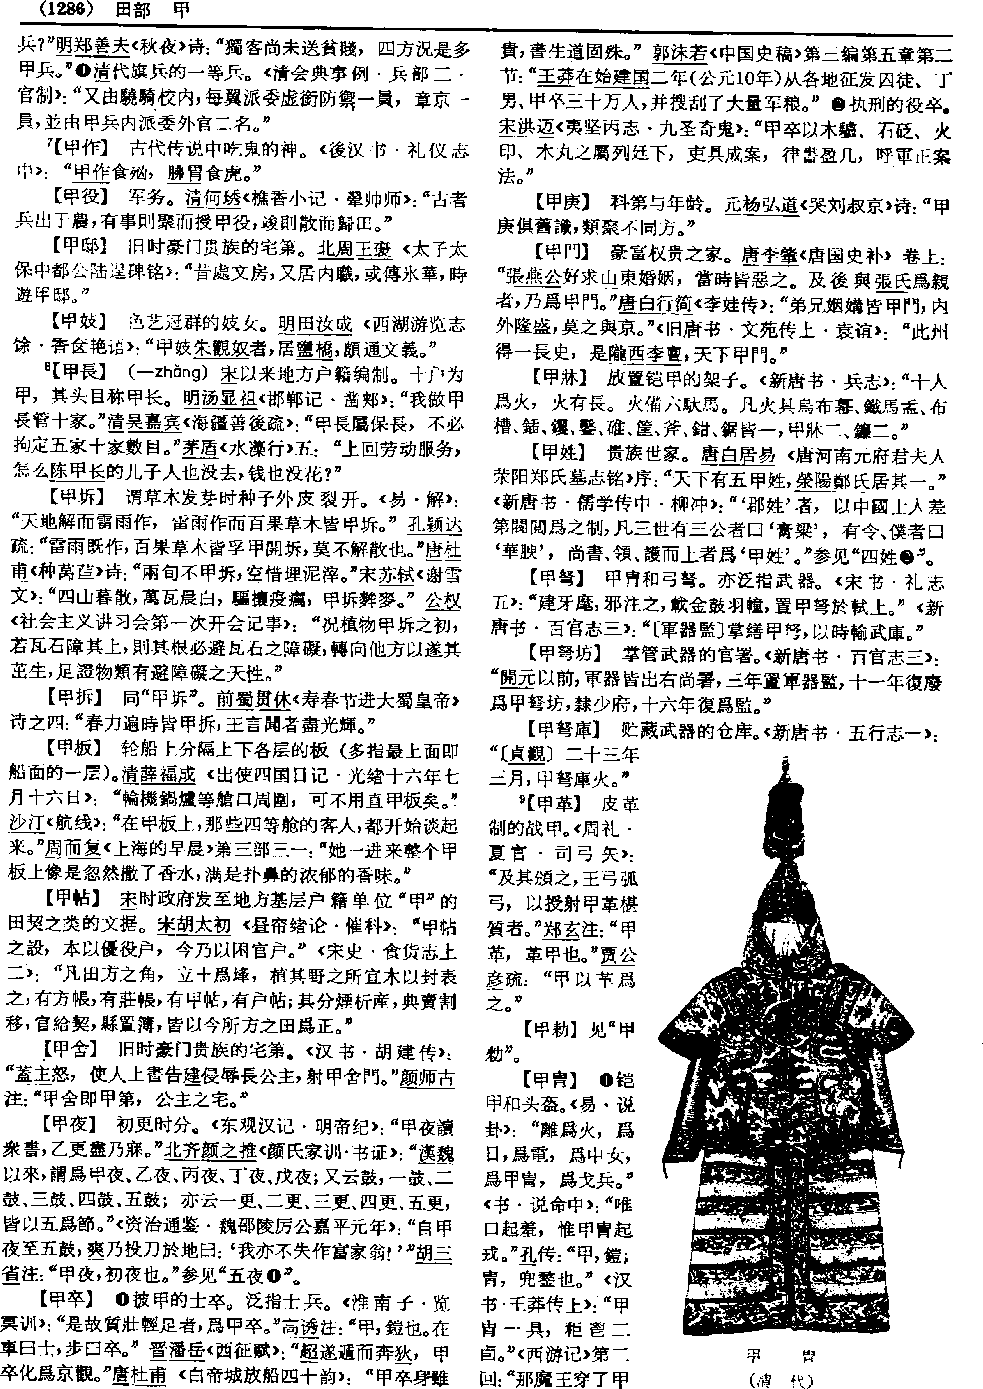 (1286) 田部 甲
兵?”明郑善夫<秋夜>诗:“獨客尚未送貧賤, 四方況是多
甲兵。”❶清代旗兵的一等兵。<清会典事例·兵部二·
官制>:“又由驍騎校内,每翼派委虚銜防禦一員, 章京一
員,並由甲兵内派委外官二名。”
7【甲作】 古代传说中吃鬼的神。<後汉书·礼仪志
中>: “甲作食殃, 胇胃食虎。”
【甲役】 军务。清何琇<樵香小记·舉帅师>:“古者
兵出于農,有事則聚而授甲役,竣則散而歸田。”
【甲邸】 旧时豪门贵族的宅第。北周王褒 <太子太
保中都公陆逞碑铭>:“昔處文房,又居内職,或傳氷華,時
遊甲邸。”
【甲妓】 色艺冠群的妓女。明田汝成 <西湖游览志
馀·香奁艳语>:“甲妓朱觀奴者,居鹽橋,頗通文義。”
8【甲長】 (—zhǎng) 宋以来地方户籍编制。十户为
甲, 其头目称甲长。明汤显祖<邯郸记·凿郏>:“我做甲
長管十家。”清吴嘉宾<海疆善後疏>:“甲長屬保長, 不必
拘定五家十家數目。”茅盾<水藻行>五: “上回劳动服务,
怎么陈甲长的儿子人也没去,钱也没花?”
【甲坼】 谓草木发芽时种子外皮裂开。<易·解>:
“天地解而雷雨作, 雷雨作而百果草木皆甲坼。” 孔颖达
疏:“雷雨既作,百果草木皆孚甲開坼,莫不解散也。”唐杜
甫<种莴苣>诗:“兩旬不甲坼,空惜埋泥滓。”宋苏轼<谢雪
文>:“四山暮散,萬瓦晨白, 驅攘疫癘, 甲坼麰麥。” 公权
<社会主义讲习会第一次开会记事>: “况植物甲坼之初,
若瓦石障其上,則其根必避瓦石之障礙,轉向他方以遂其
茁生,足證物類有避障礙之天性。”
【甲拆】 同“甲坼”。前蜀贯休<寿春节进大蜀皇帝>
诗之四:“春力遍時皆甲拆,王言聞者盡光輝。”
【甲板】 轮船上分隔上下各层的板 (多指最上面即
船面的一层)。清薛福成 <出使四国日记·光绪十六年七
月十六日>: “輪機鍋爐等艙口周圍, 可不用直甲板矣。”
沙汀<航线>:“在甲板上,那些四等舱的客人,都开始谈起
来。”周而复<上海的早晨>第三部三一:“她一进来整个甲
板上像是忽然撒了香水,满是扑鼻的浓郁的香味。”
【甲帖】 宋时政府发至地方基层户籍单位“甲”的
田契之类的文据。宋胡太初 <昼帘绪论·催科>: “甲帖
之設, 本以優役户, 今乃以困官户。” <宋史·食货志上
二>: “凡田方之角, 立土爲埄, 植其野之所宜木以封表
之;有方帳,有莊帳,有甲帖,有户帖;其分煙析産,典賣割
移,官給契,縣置簿,皆以今所方之田爲正。”
【甲舍】 旧时豪门贵族的宅第。<汉书·胡建传>:
“蓋主怒, 使人上書告建侵辱長公主,射甲舍門。”颜师古
注:“甲舍即甲第, 公主之宅。”
【甲夜】 初更时分。<东观汉记·明帝纪>:“甲夜讀
衆書,乙更盡乃寐。”北齐颜之推<颜氏家训·书证>:“漢魏
以來,謂爲甲夜、乙夜、丙夜、丁夜、戊夜;又云鼓,一鼓、二
鼓、三鼓、四鼓、五鼓; 亦云一更、二更、三更、四更、五更,
皆以五爲節。”<资治通鉴·魏邵陵厉公嘉平元年>:“自甲
夜至五鼓,爽乃投刀於地曰:‘我亦不失作富家翁!’”胡三
省注:“甲夜,初夜也。”参见“五夜❶”。
【甲卒】 ❶披甲的士卒。泛指士兵。<淮南子·览
冥训>:“是故質壯輕足者,爲甲卒。”高诱注:“甲,鎧也。在
車曰士,步曰卒。” 晋潘岳<西征赋>:“超遂遁而奔狄, 甲
卒化爲京觀。”唐杜甫 <白帝城放船四十韵>: “甲卒身雖
貴,書生道固殊。” 郭沫若<中国史稿>第三编第五章第二
节:“王莽在始建国二年(公元10年)从各地征发囚徒、丁
男、甲卒三十万人,并搜刮了大量军粮。” ❷执刑的役卒。
宋洪迈<夷坚丙志·九圣奇鬼>:“甲卒以木驢、石砭、火
印、木丸之屬列廷下, 吏具成案, 律書盈几, 呼軍正案
法。”
【甲庚】 科第与年龄。元杨弘道<哭刘叔京>诗:“甲
庚俱舊識,類聚不同方。”
【甲門】 豪富权贵之家。唐李肇<唐国史补> 卷上:
“張燕公好求山東婚姻, 當時皆惡之。及後與張氏爲親
者,乃爲甲門。”唐白行简<李娃传>:“弟兄姻媾皆甲門,内
外隆盛,莫之與京。”<旧唐书·文苑传上·袁谊>: “此州
得一長史, 是隴西李亶,天下甲門。”
【甲牀】 放置铠甲的架子。<新唐书·兵志>:“十人
爲火, 火有長。火備六馱馬。凡火具烏布幕、鐵馬盂、布
槽、鍤、钁、鑿、碓、筐、斧、鉗、鋸皆一,甲牀二、鐮二。”
【甲姓】 贵族世家。唐白居易 <唐河南元府君夫人
荥阳郑氏墓志铭>序:“天下有五甲姓,滎陽鄭氏居其一。”
<新唐书·儒学传中·柳冲>:“‘郡姓’者, 以中國士人差
第閥閲爲之制,凡三世有三公者曰‘膏粱’, 有令、僕者曰
‘華腴’, 尚書、領、護而上者爲‘甲姓’。”参见“四姓❷”。
【甲弩】 甲胄和弓弩。亦泛指武器。<宋书·礼志
五>:“建牙麾,邪注之,載金鼓羽幢,置甲弩於軾上。” <新
唐书·百官志三>:“〔軍器監〕掌繕甲弩,以時輸武庫。”
【甲弩坊】 掌管武器的官署。<新唐书·百官志三>:
“開元以前,軍器皆出右尚署,三年置軍器監,十一年復廢
爲甲弩坊,隸少府,十六年復爲監。”
【甲弩庫】 贮藏武器的仓库。<新唐书·五行志一>:
“〔貞觀〕二十三年
三月,甲弩庫火。”
9【甲革】 皮革
制的战甲。<周礼·
夏官·司弓矢>:
“及其頒之,王弓弧
弓, 以授射甲革椹
質者。”郑玄注:“甲
革, 革甲也。”贾公
彦疏: “甲以革爲
之。”
【甲勑】 见“甲
敕”。
【甲冑】 ❶铠
甲和头盔。<易·说
卦>: “離爲火, 爲
日,爲電, 爲中女,
爲甲冑, 爲戈兵。”
<书·说命中>:“唯
口起羞, 惟甲冑起
戎。”孔传:“甲,鎧;
冑, 兜鍪也。” <汉
书·王莽传上>:“甲
冑一具, 秬鬯二
卣。”<西游记>第二
回:“那魔王穿了甲
甲 冑
(清 代)